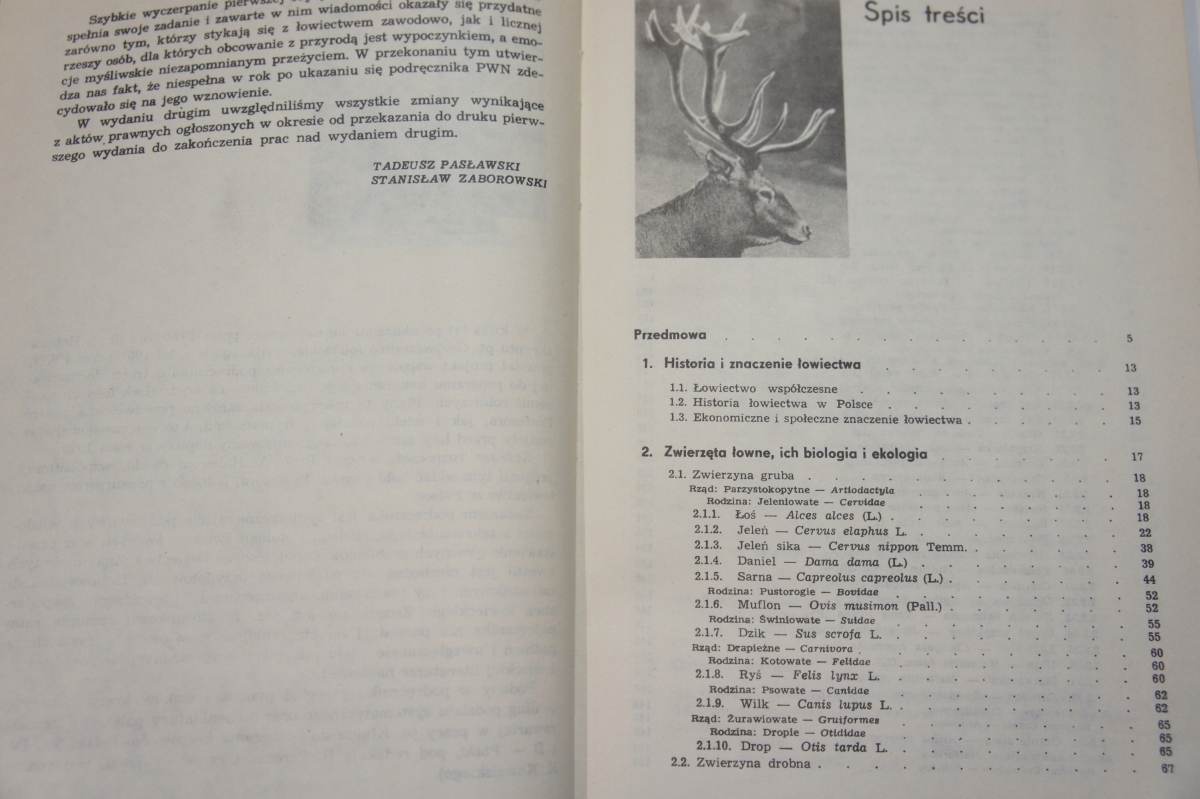 Szybkie wyczerpanie pierwszej
spełnia swoje zadanie i zawarte w nim wiadomości okazały się przydatne
zarówno tym, którzy stykają się z łowiectwem zawodowo, jak i licznej
rzeszy osób, dla których obcowanie z przyrodą jest wypoczynkiem, a emo-
cje myśliwskie niezapomnianym przeżyciem. W przekonaniu tym utwier-
dza nas fakt, że niespełna w rok po ukazaniu się podręcznika PWN zde-
cydowało się na jego wznowienie.
W wydaniu drugim uwzględniliśmy wszystkie zmiany wynikające
z aktów prawnych ogłoszonych w okresie od przekazania do druku pierw-
szego wydania do zakończenia prac nad wydaniem drugim.
TADEUSZ PASŁAWSKI
STANISŁAW ZABOROWSKI
Spis treści
Przedmowa . . . . . . . . . . . . . . . 5
1. Historia i znaczenie łowiectwa . . . . . . . . . . 13
1.1. Łowiectwo współczesne . . . . . . . . . . 13
1.2. Historia łowiectwa w Polsce . . . . . . . . . 13
1.3. Ekonomiczne i społeczne znaczenie łowiectwa . . . . . . 15
2. Zwierzęta łowne, ich biologia i ekologia . . . . . . . 17
2.1. Zwierzyna gruba . . . . . . . . . . . 18
Rząd: Parzystokopytne — Artiodactyla . . . . . . . 18
Rodzina: Jeleniowate — Cervidae . . . . . . . 18
2.1.1. Łoś — Alces alces (L.) . . . . . . . . 18
2.1.2. Jeleń — Cervus elaphus L. . . . . . . . 22
2.1.3. Jeleń sika — Cervus nippon Temm. . . . . . . 38
2.1.4. Daniel — Dama dama (L.) . . . . . . . 39
2.1.5. Sarna — Capreolus capreolus (L.) . . . . . . . 44
Rodzina: Pustorogie — Bovidae . . . . . . . 52
2.1.6. Muflon — Ovis musimon (Pall.) . . . . . . . 52
Rodzina: Świniowate — Suidae . . . . . . . 55
2.1.7. Dzik — Sus scrofa L. . . . . . . . . 55
Rząd: Drapieżne — Carnivora . . . . . . . . . 60
Rodzina: Kotowate — Felidae . . . . . . . 60
2.1.8. Ryś — Felis lynx L. . . . . . . . . 60
Rodzina: Psowate — Canidae . . . . . . . 62
2.1.9. Wilk — Canis lupus L. . . . . . . . . 62
Rząd: Żurawiowate — Gruiformes . . . . . . . 65
Rodzina: Dropie — Otididae . . . . . . . 65
2.1.10. Drop — Otis tarda L. . . . . . . . . 65
2.2. Zwierzyna drobna . . . . . . . . . . . 67